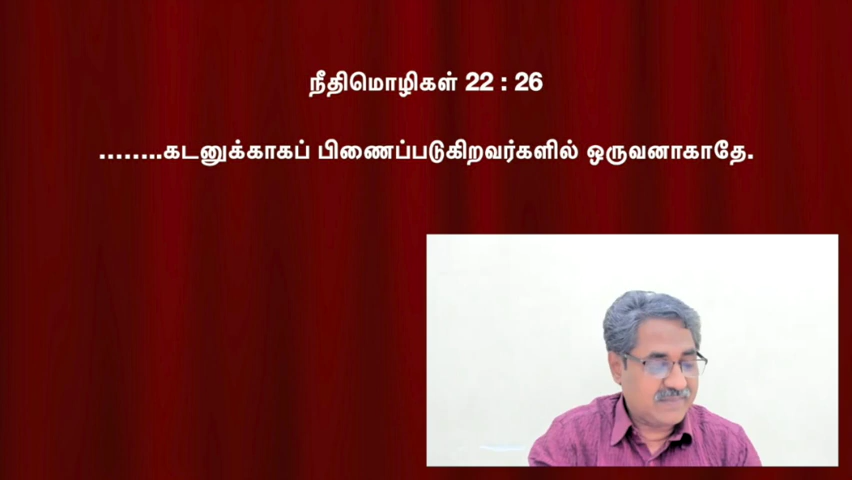 நீதிமொழிகள் 22 : 26
........கடனுக்காகப் பிணைப்படுகிறவர்களில் ஒருவனாகாதே.